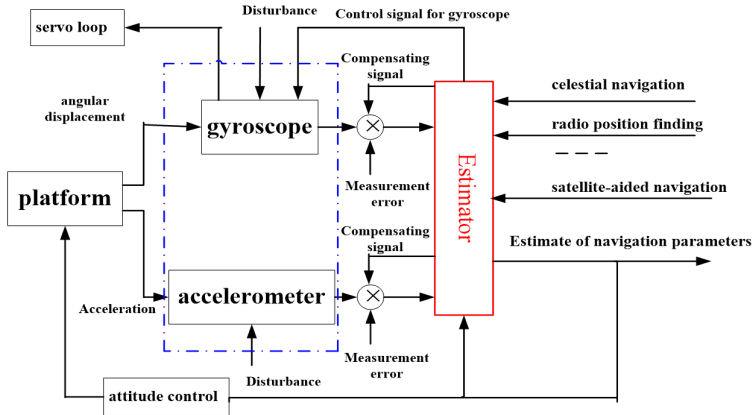 Disturbance
Control signal for gyroscope
servo loop
Compensating
signal
celestial navigation
angular
displacement
gyroscope
radio position finding
Estimator
Measurement
error
satellite-aided navigation
platform
Compensating
signal
Estimate of navigation parameters
accelerometer
Acceleration
Measurement
error
Disturbance
attitude control